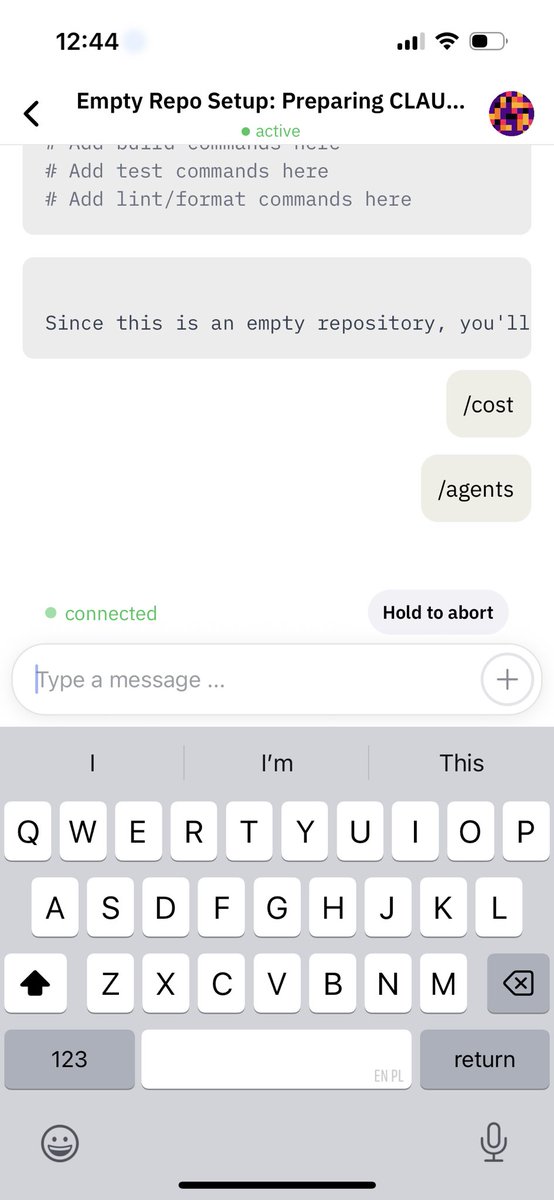 12:44
Empty Repo Setup: Preparing CLAU...
active
# Add build commands here
# Add test commands here
# Add lint/format commands here
Since this is an empty repository, you'll
/cost
/agents
connected
Hold to abort
Type a message ...
I
I'm
This
Q W E R T Y U I O P
A S D F G H J K L
Z X C V B N M
123
EN PL
return